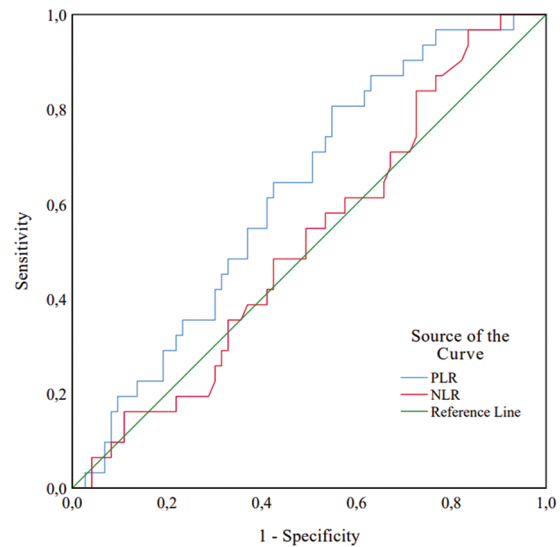 1,0
0,8
0,6
0,4
0,2
0,0
Sensitivity
Source of the
Curve
PLR
NLR
Reference Line
0,0 0,2 0,4 0,6 0,8 1,0
1 - Specificity